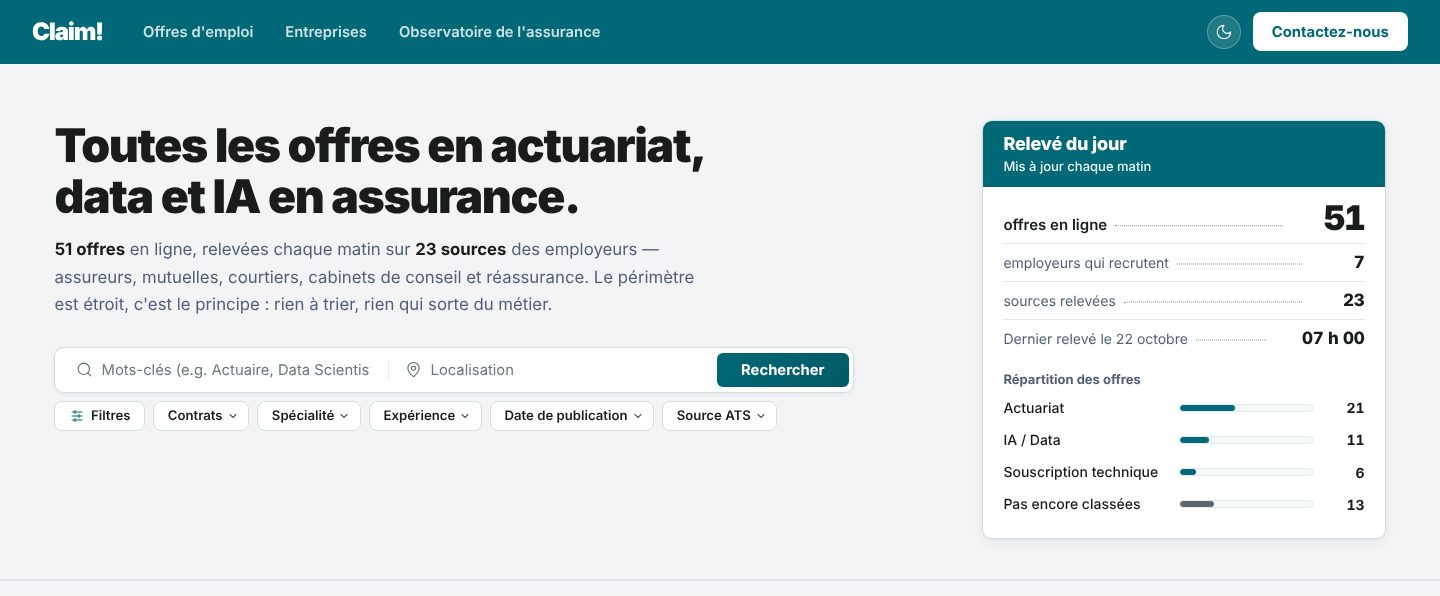 Claim!
Offres d'emploi
Entreprises
Observatoire de l'assurance
Contactez-nous
Toutes les offres en actuariat,
data et IA en assurance.
51 offres en ligne, relevées chaque matin sur 23 sources des employeurs —
assureurs, mutuelles, courtiers, cabinets de conseil et réassurance. Le périmètre
est étroit, c'est le principe : rien à trier, rien qui sorte du métier.
Mots-clés (e.g. Actuaire, Data Scientis
Localisation
Rechercher
Filtres
Contrats
Spécialité
Expérience
Date de publication
Source ATS
Relevé du jour
Mis à jour chaque matin
offres en ligne 51
employeurs qui recrutent 7
sources relevées 23
Dernier relevé le 22 octobre 07 h 00
Répartition des offres
Actuariat 21
IA / Data 11
Souscription technique 6
Pas encore classées 13